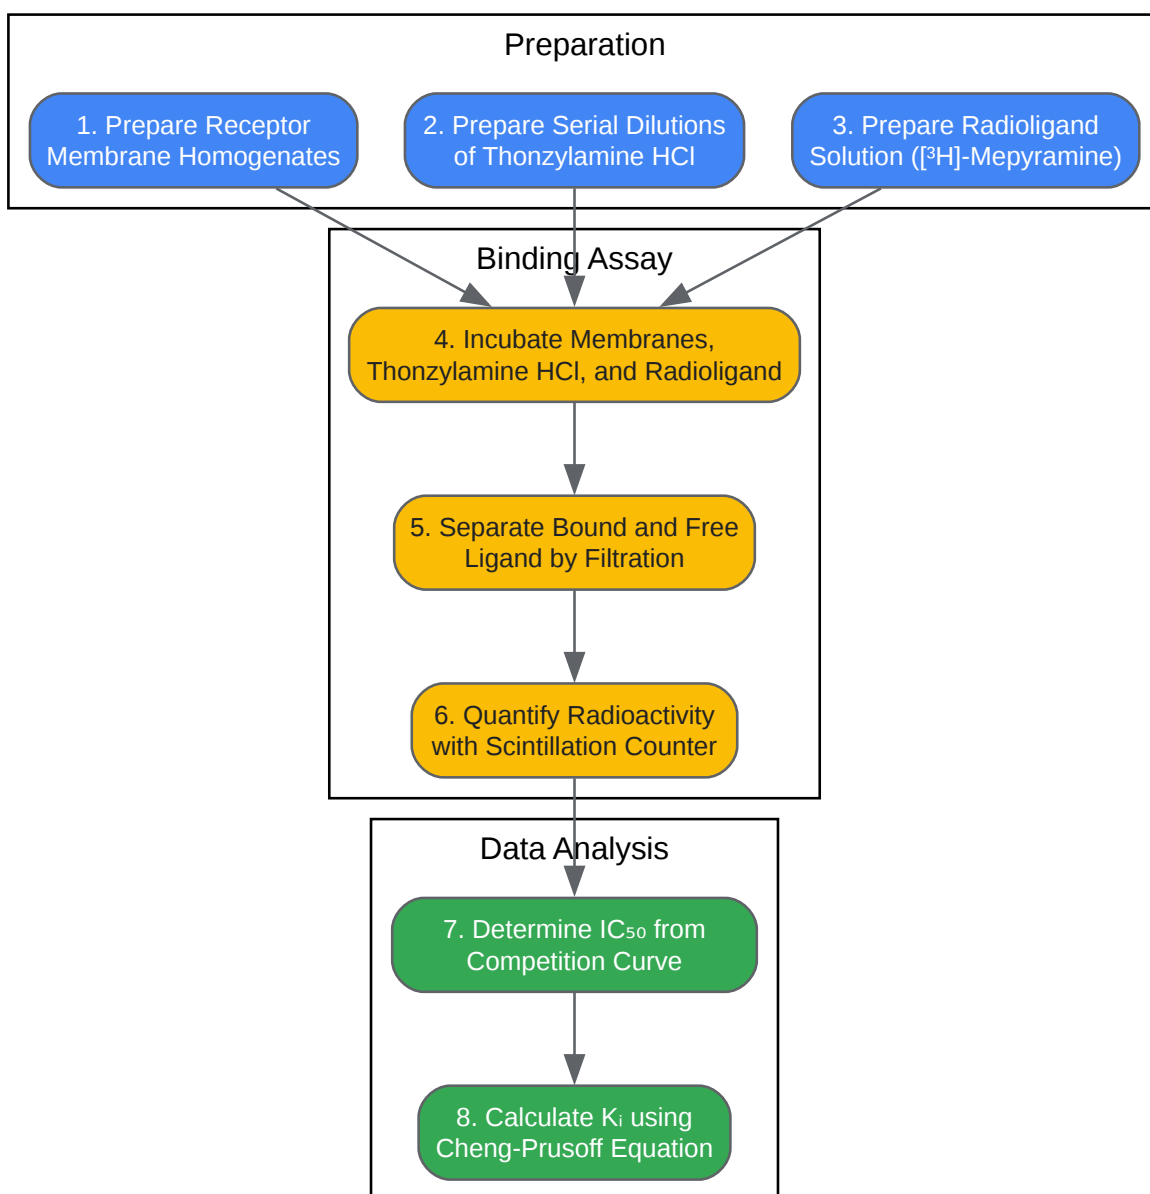 Preparation
1. Prepare Receptor
Membrane Homogenates
2. Prepare Serial Dilutions
of Thonzylamine HCl
3. Prepare Radioligand
Solution ([³H]-Mepyramine)
Binding Assay
4. Incubate Membranes,
Thonzylamine HCl, and Radioligand
5. Separate Bound and Free
Ligand by Filtration
6. Quantify Radioactivity
with Scintillation Counter
Data Analysis
7. Determine IC₅₀ from
Competition Curve
8. Calculate Kᵢ using
Cheng-Prusoff Equation